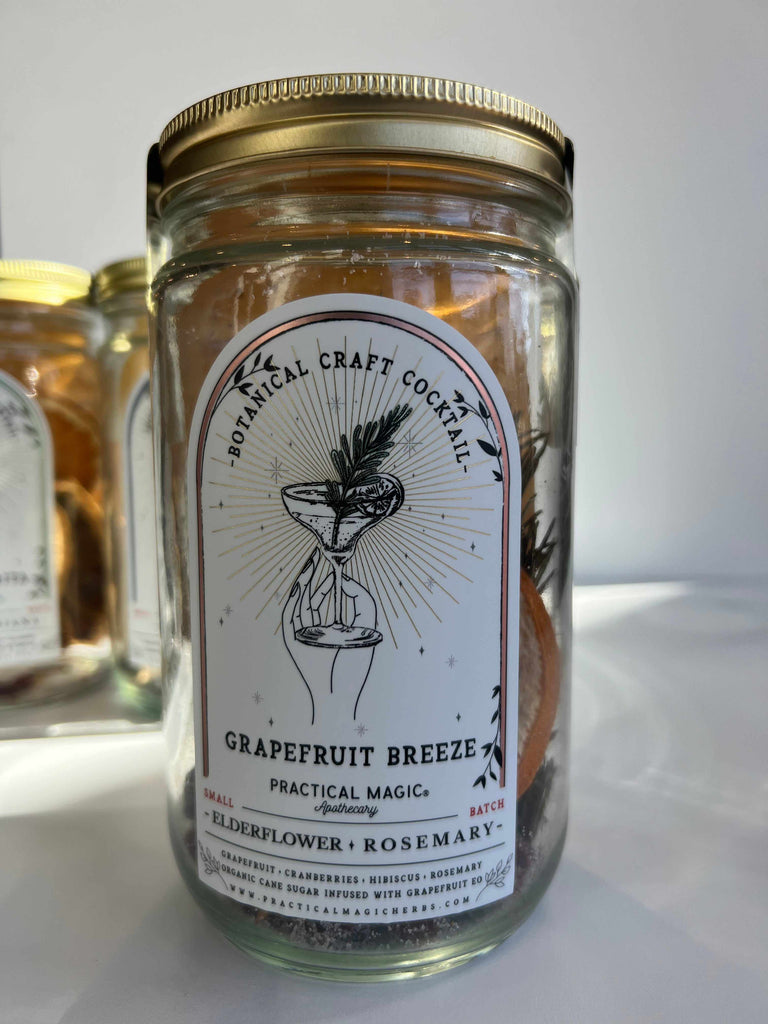 -BOTANICAL CRAFT COCKTAIL-
GRAPEFRUIT BREEZE
PRACTICAL MAGIC®
Apothecary
SMALL BATCH
-ELDERFLOWER + ROSEMARY-
GRAPEFRUIT • CRANBERRIES • HIBISCUS • ROSEMARY
ORGANIC CANE SUGAR INFUSED WITH GRAPEFRUIT EO
WWW.PRACTICALMAGICHERBS.COM